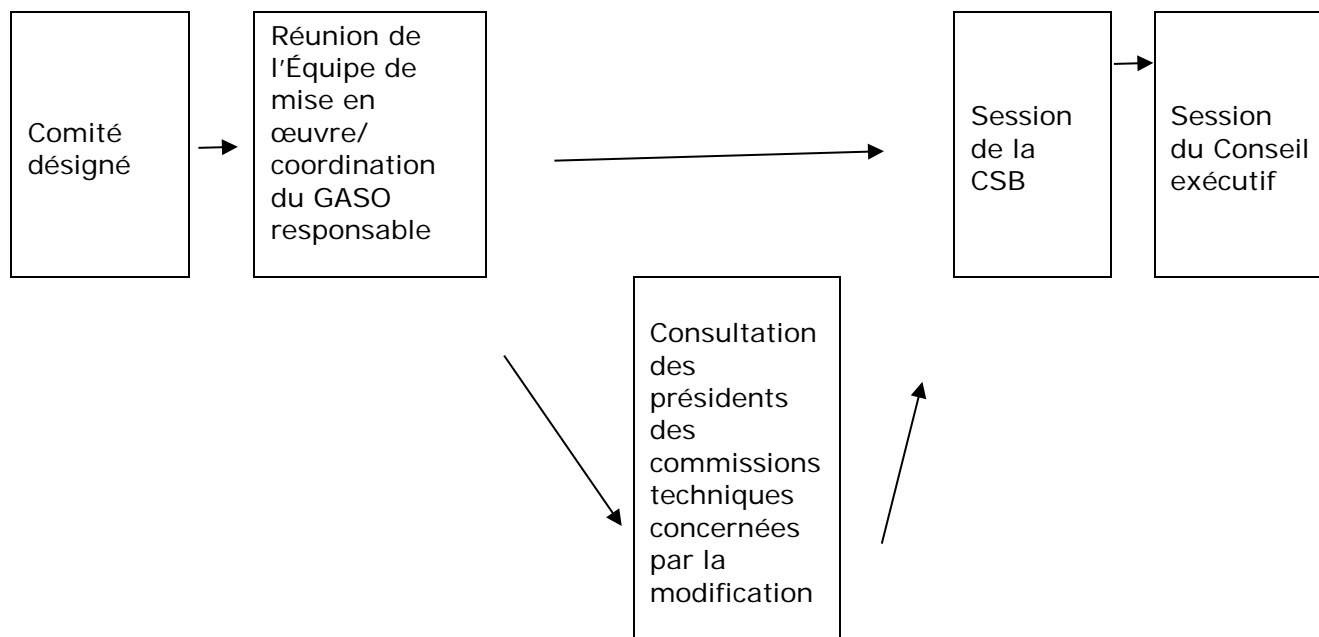 Comité
désigné
Réunion de
l'Équipe de
mise en
œuvre/
coordination
du GASO
responsable
Consultation
des
présidents
des
commissions
techniques
concernées
par la
modification
Session
de la
CSB
Session
du Conseil
exécutif